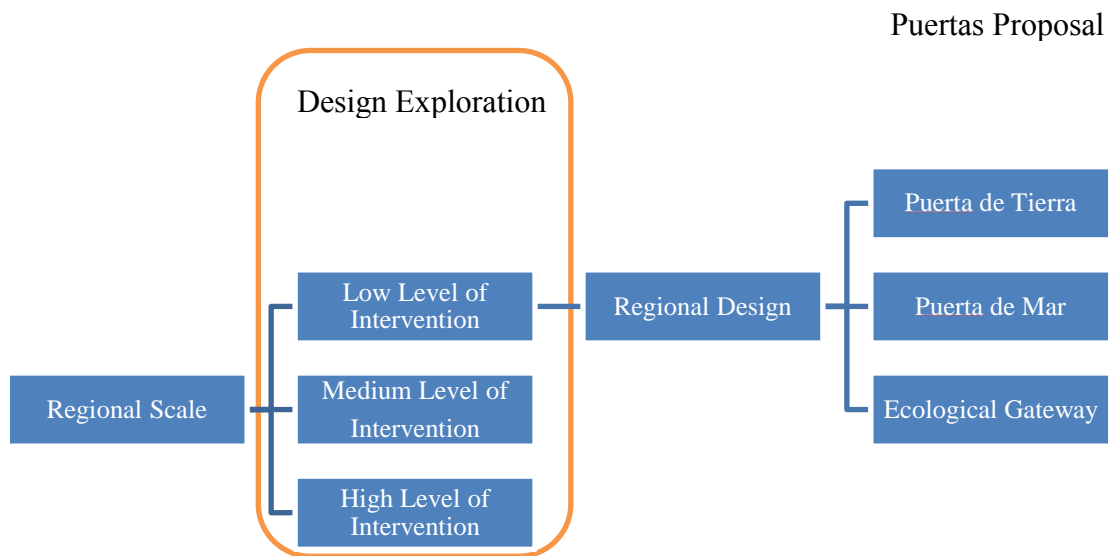 Puertas Proposal
Design Exploration
Puerta de Tierra
Low Level of
Intervention
Regional Design
Puerta de Mar
Regional Scale
Medium Level of
Intervention
Ecological Gateway
High Level of
Intervention